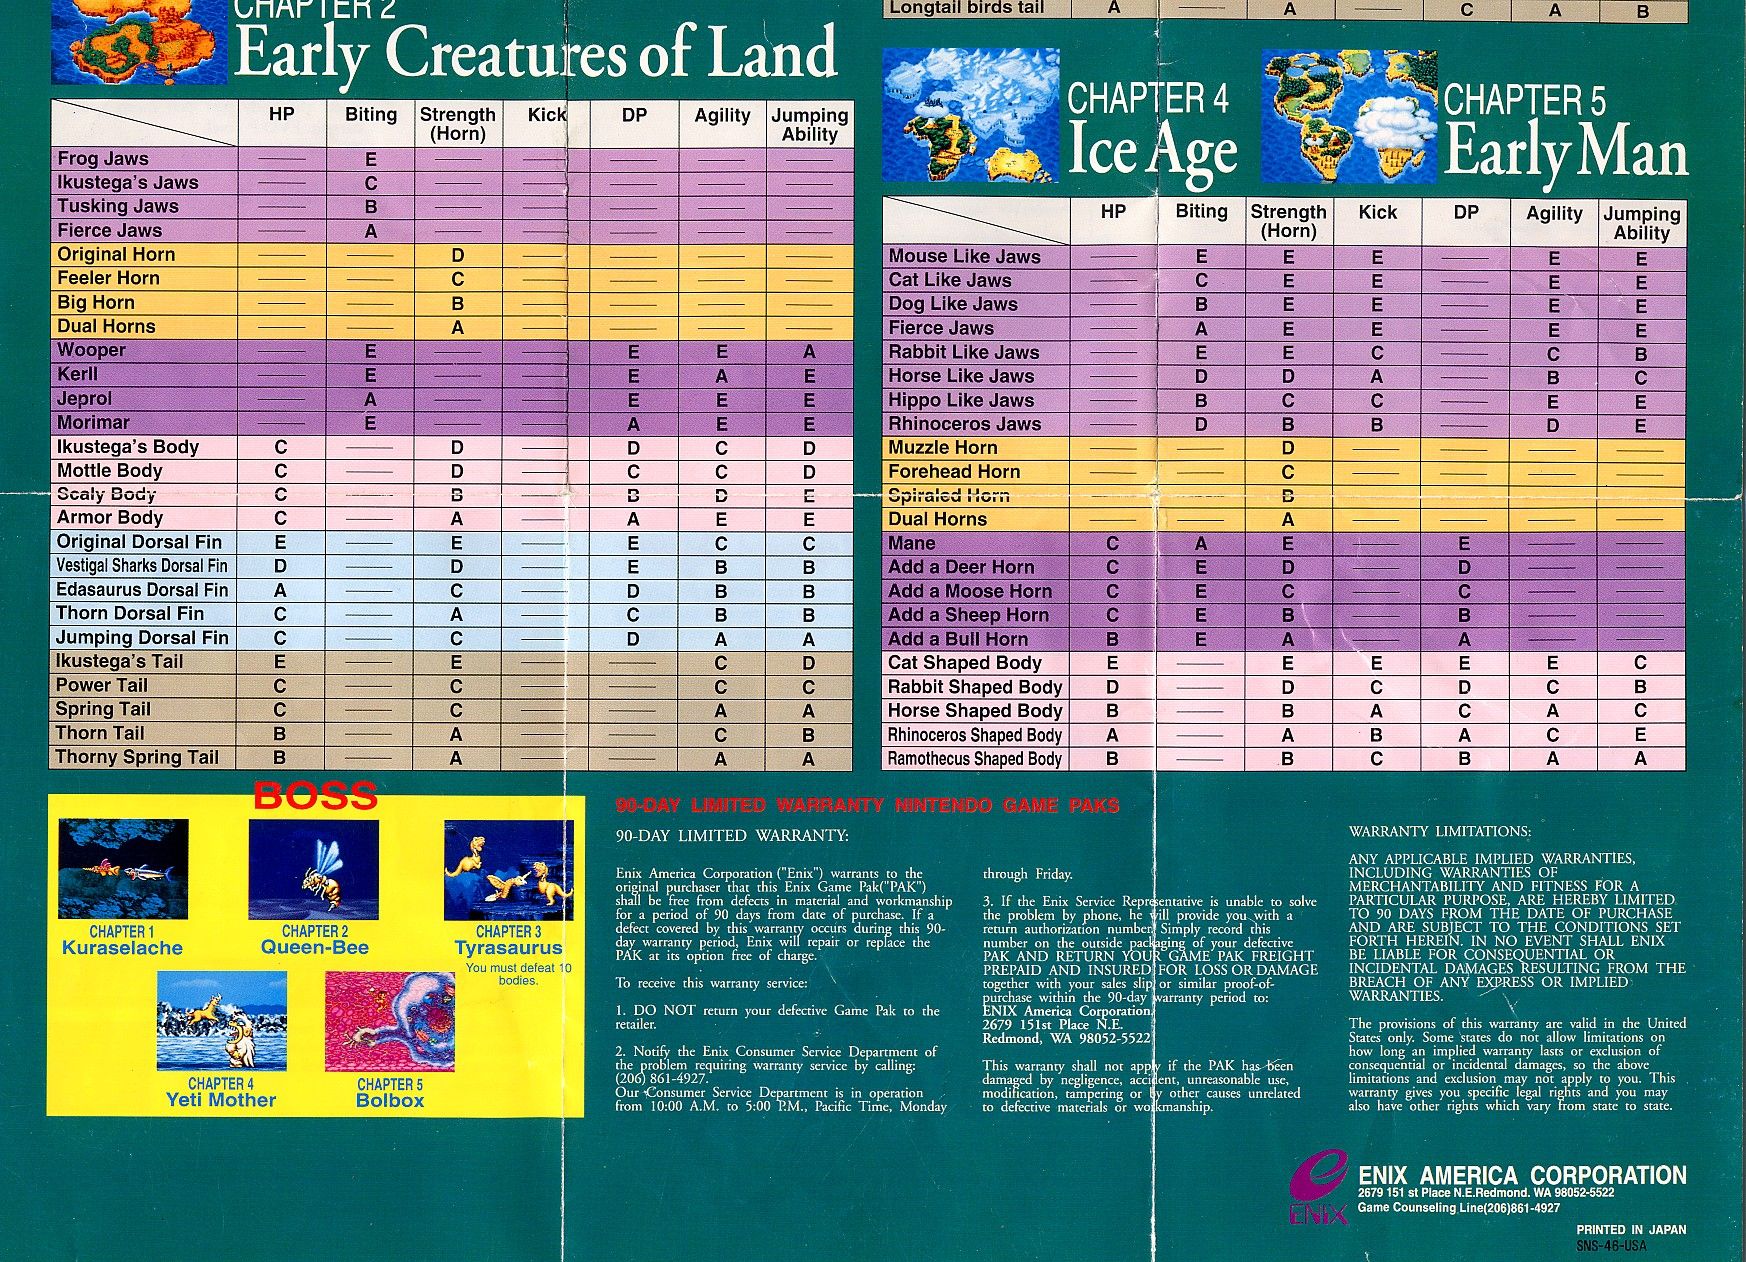 CHAPTER 2
Early Creatures of Land
HP Biting Strength (Horn) Kick DP Agility Jumping Ability
Frog Jaws — E — — — — —
Ikustega's Jaws — C — — — — —
Tusking Jaws — B — — — — —
Fierce Jaws — A — — — — —
Original Horn — — D — — — —
Feeler Horn — — C — — — —
Big Horn — — B — — — —
Dual Horns — — A — — — —
Wooper — E — — E E A
Kerll — E — — E A E
Jeprol — A — — E E E
Morimar — E — — A E E
Ikustega's Body C — D — D C D
Mottle Body C — D — C C D
Scaly Body C — B — B D E
Armor Body C — A — A E E
Original Dorsal Fin E — E — E C C
Vestigal Sharks Dorsal Fin D — D — E B B
Edasaurus Dorsal Fin A — C — D B B
Thorn Dorsal Fin C — A — C B B
Jumping Dorsal Fin C — C — D A A
Ikustega's Tail E — E — — C D
Power Tail C — C — — C C
Spring Tail C — C — — A A
Thorn Tail B — A — — C B
Thorny Spring Tail B — A — — A A
Longtail birds tail A — A — C A B
CHAPTER 4
Ice Age
CHAPTER 5
Early Man
HP Biting Strength (Horn) Kick DP Agility Jumping Ability
Mouse Like Jaws — E E E — E E
Cat Like Jaws — C E E — E E
Dog Like Jaws — B E E — E E
Fierce Jaws — A E E — E E
Rabbit Like Jaws — E E C — C B
Horse Like Jaws — D D A — B C
Hippo Like Jaws — B C C — E E
Rhinoceros Jaws — D B B — D E
Muzzle Horn — — D — — — —
Forehead Horn — — C — — — —
Spiraled Horn — — B — — — —
Dual Horns — — A — — — —
Mane C A E — E — —
Add a Deer Horn C E D — D — —
Add a Moose Horn C E C — C — —
Add a Sheep Horn C E B — B — —
Add a Bull Horn B E A — A — —
Cat Shaped Body E — E E E E C
Rabbit Shaped Body D — D C D C B
Horse Shaped Body B — B A C A C
Rhinoceros Shaped Body A — A B A C E
Ramothecus Shaped Body B — B C B A A
BOSS
CHAPTER 1
Kuraselache
CHAPTER 2
Queen-Bee
CHAPTER 3
Tyrasaurus
You must defeat 10
bodies.
CHAPTER 4
Yeti Mother
CHAPTER 5
Bolbox
90-DAY LIMITED WARRANTY NINTENDO GAME PAKS
90-DAY LIMITED WARRANTY:
Enix America Corporation ("Enix") warrants to the
original purchaser that this Enix Game Pak("PAK")
shall be free from defects in material and workmanship
for a period of 90 days from date of purchase. If a
defect covered by this warranty occurs during this 90-
day warranty period, Enix will repair or replace the
PAK at its option free of charge.
To receive this warranty service:
1. DO NOT return your defective Game Pak to the
retailer.
2. Notify the Enix Consumer Service Department of
the problem requiring warranty service by calling:
(206) 861-4927.
Our Consumer Service Department is in operation
from 10:00 A.M. to 5:00 P.M., Pacific Time, Monday
through Friday.
3. If the Enix Service Representative is unable to solve
the problem by phone, he will provide you with a
return authorization number. Simply record this
number on the outside packaging of your defective
PAK AND RETURN YOUR GAME PAK FREIGHT
PREPAID AND INSURED FOR LOSS OR DAMAGE
together with your sales slip or similar proof-of-
purchase within the 90-day warranty period to:
ENIX America Corporation
2679 151st Place N.E.
Redmond, WA 98052-5522
This warranty shall not apply if the PAK has been
damaged by negligence, accident, unreasonable use,
modification, tampering or by other causes unrelated
to defective materials or workmanship.
WARRANTY LIMITATIONS:
ANY APPLICABLE IMPLIED WARRANTIES,
INCLUDING WARRANTIES OF
MERCHANTABILITY AND FITNESS FOR A
PARTICULAR PURPOSE, ARE HEREBY LIMITED
TO 90 DAYS FROM THE DATE OF PURCHASE
AND ARE SUBJECT TO THE CONDITIONS SET
FORTH HEREIN. IN NO EVENT SHALL ENIX
BE LIABLE FOR CONSEQUENTIAL OR
INCIDENTAL DAMAGES RESULTING FROM THE
BREACH OF ANY EXPRESS OR IMPLIED
WARRANTIES.
The provisions of this warranty are valid in the United
States only. Some states do not allow limitations on
how long an implied warranty lasts or exclusion of
consequential or incidental damages, so the above
limitations and exclusion may not apply to you. This
warranty gives you specific legal rights and you may
also have other rights which vary from state to state.
ENIX
ENIX AMERICA CORPORATION
2679 151 st Place N.E.Redmond. WA 98052-5522
Game Counseling Line(206)861-4927
PRINTED IN JAPAN
SNS-46-USA